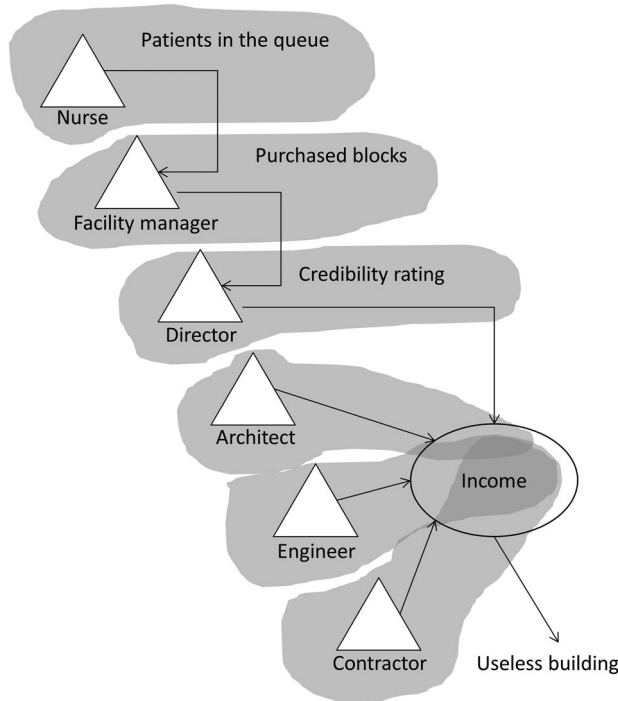 Patients in the queue
Nurse
Purchased blocks
Facility manager
Credibility rating
Director
Architect
Income
Engineer
Contractor
Useless building